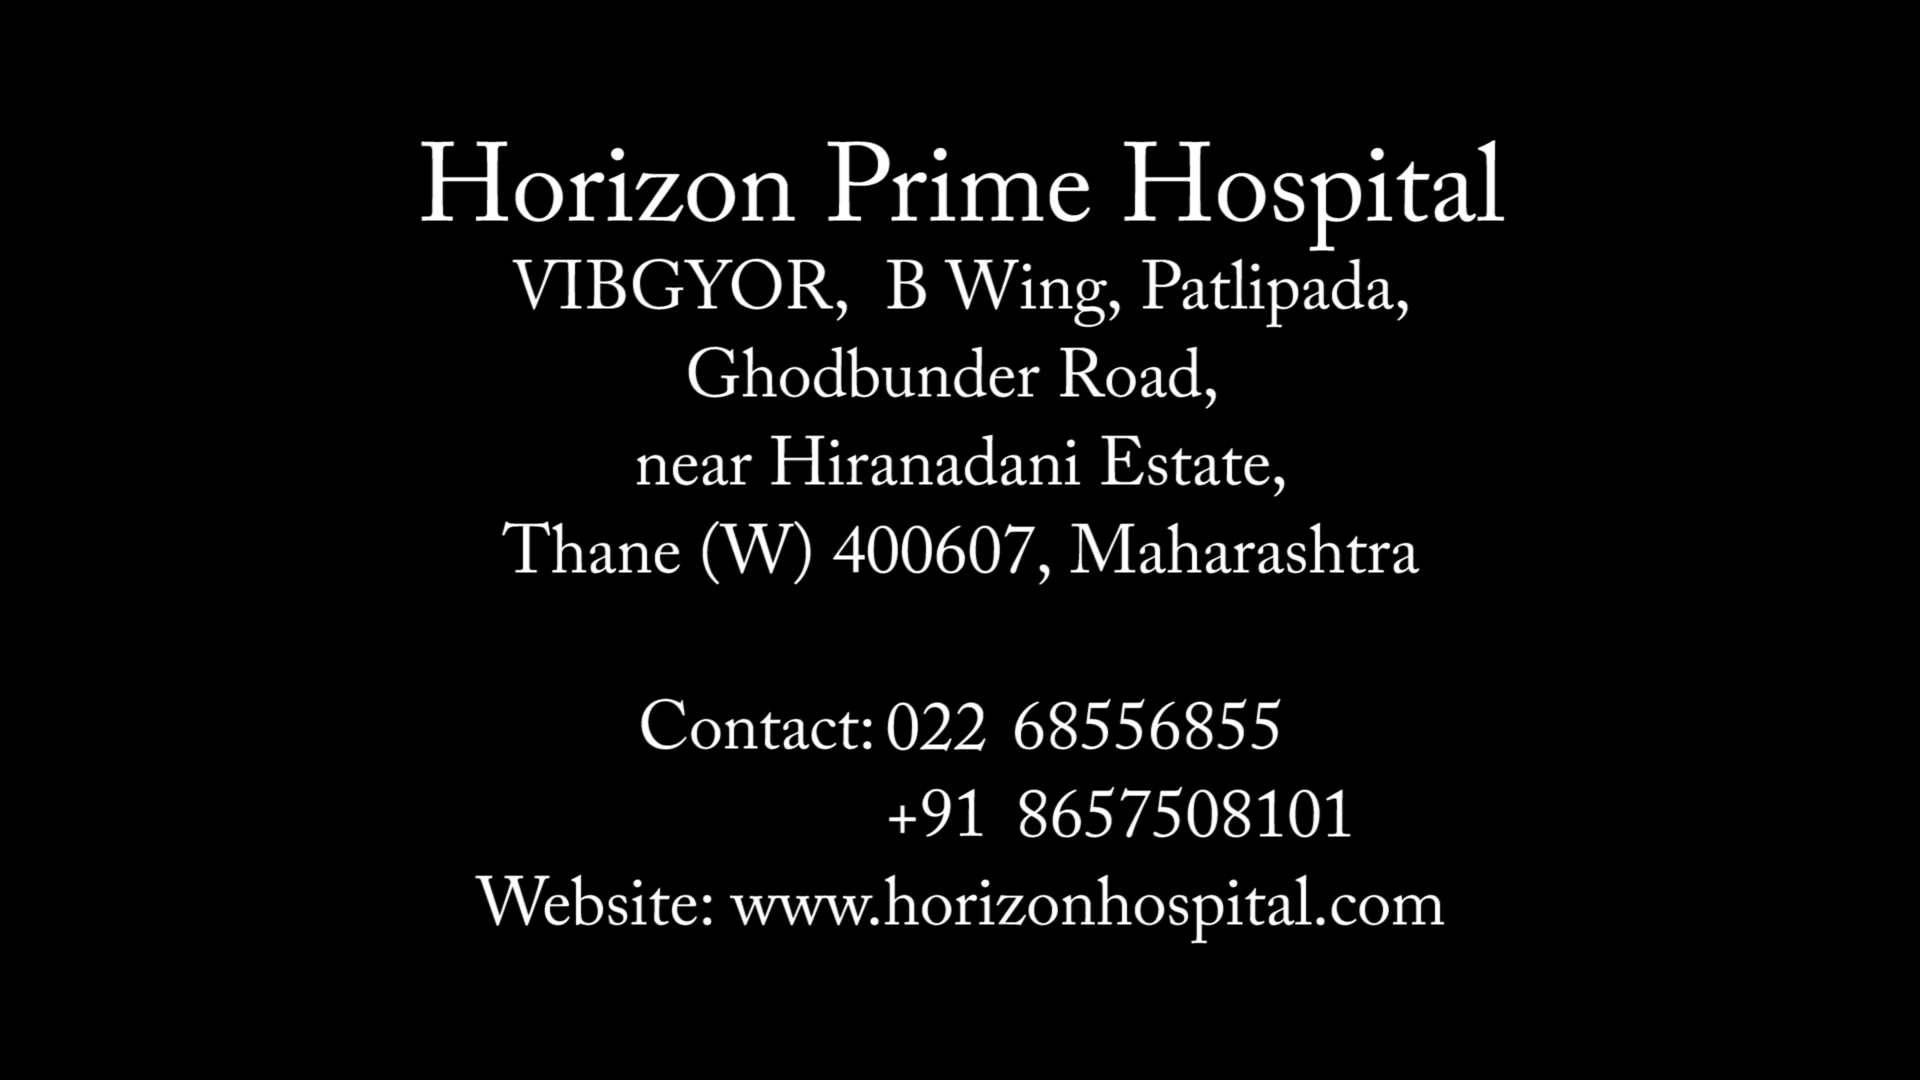 Horizon Prime Hospital
VIBGYOR, B Wing, Patlipada,
Ghodbunder Road,
near Hiranadani Estate,
Thane (W) 400607, Maharashtra
Contact: 022 68556855
+91 8657508101
Website: www.horizonhospital.com